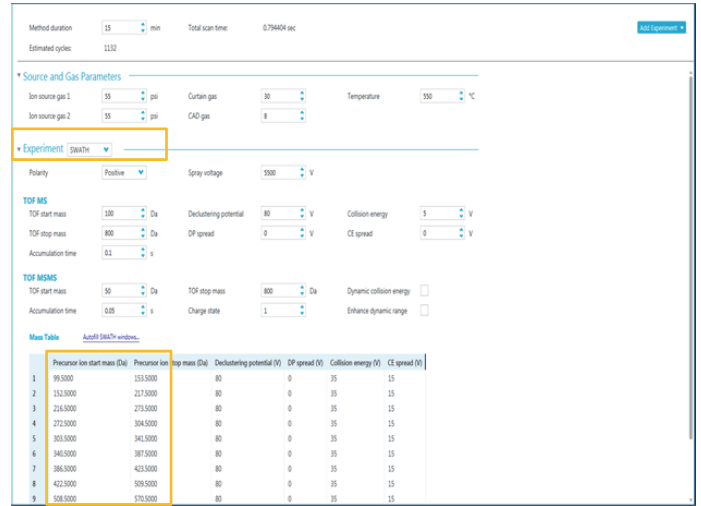 Method duration 15 min Total scan time: 0.794404 sec Add Experiment
Estimated cycles: 1132
Source and Gas Parameters
Ion source gas 1 55 psi Curtain gas 30 Temperature 550 °C
Ion source gas 2 55 psi CAD gas 8
Experiment SWATH
Polarity Positive Spray voltage 5500 V
TOF MS
TOF start mass 100 Da Declustering potential 80 V Collision energy 5 V
TOF stop mass 800 Da DP spread 0 V CE spread 0 V
Accumulation time 0.1 s
TOF MSMS
TOF start mass 50 Da TOF stop mass 800 Da Dynamic collision energy
Accumulation time 0.05 s Charge state 1 Enhance dynamic range
Mass Table Autofill SWATH windows...
Precursor ion start mass (Da) Precursor ion stop mass (Da) Declustering potential (V) DP spread (V) Collision energy (V) CE spread (V)
1 99.5000 153.5000 80 0 35 15
2 152.5000 217.5000 80 0 35 15
3 216.5000 273.5000 80 0 35 15
4 272.5000 304.5000 80 0 35 15
5 303.5000 341.5000 80 0 35 15
6 340.5000 387.5000 80 0 35 15
7 386.5000 423.5000 80 0 35 15
8 422.5000 509.5000 80 0 35 15
9 508.5000 570.5000 80 0 35 15